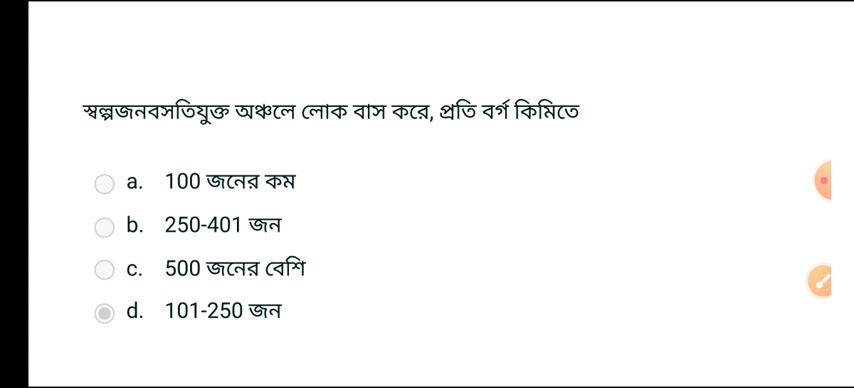 স্বল্পজনবসতিযুক্ত অঞ্চলে লোক বাস করে, প্রতি বর্গ কিমিতে
a. 100 জনের কম
b. 250-401 জন
c. 500 জনের বেশি
d. 101-250 জন